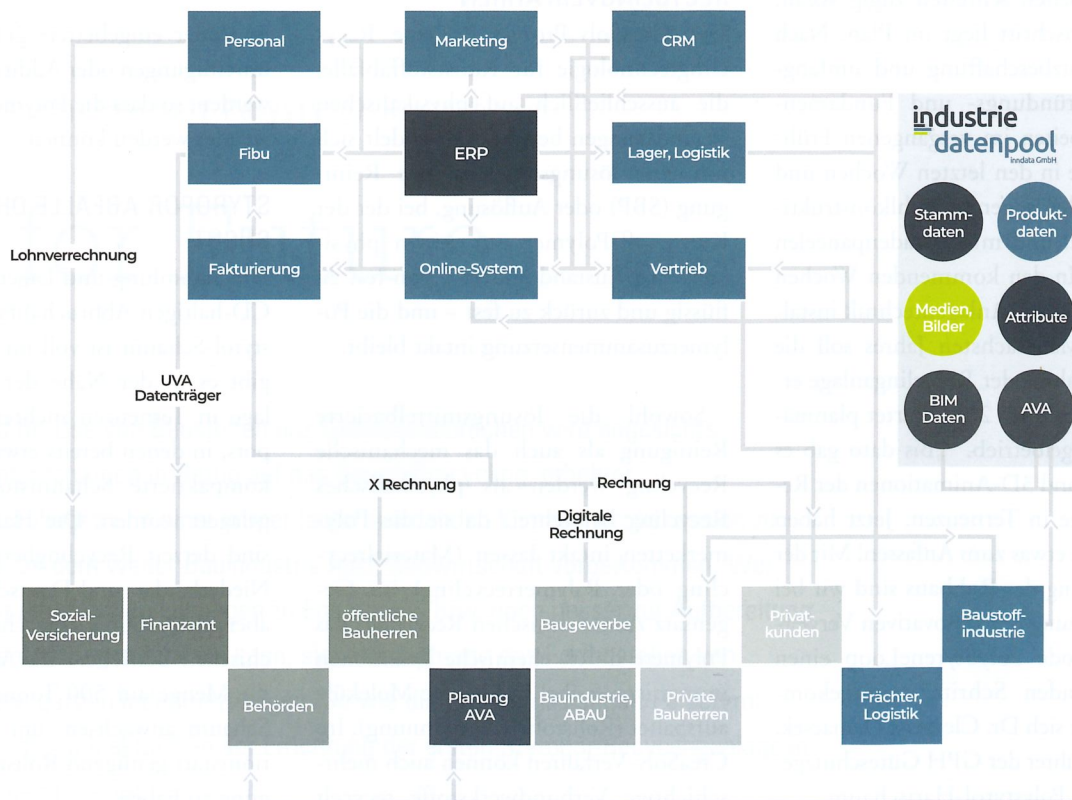 Personal
Marketing
CRM
Fibu
ERP
Lager, Logistik
Fakturierung
Online-System
Vertrieb
industrie
datenpool
inndata GmbH
Stamm-
daten
Produkt-
daten
Medien,
Bilder
Attribute
BIM
Daten
AVA
Lohnverrechnung
UVA
Datenträger
X Rechnung
Rechnung
Digitale
Rechnung
Sozial-
Versicherung
Finanzamt
öffentliche
Bauherren
Baugewerbe
Privat-
kunden
Baustoff-
industrie
Behörden
Planung
AVA
Bauindustrie,
ABAU
Private
Bauherren
Frächter,
Logistik